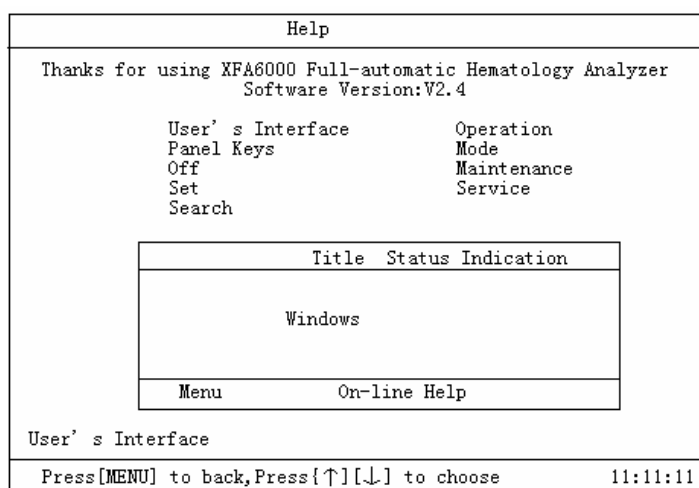 Help
Thanks for using XFA6000 Full-automatic Hematology Analyzer
Software Version:V2.4
User' s Interface Operation
Panel Keys Mode
Off Maintenance
Set Service
Search
Title Status Indication
Windows
Menu On-line Help
User' s Interface
Press[MENU] to back,Press{↑][↓] to choose 11:11:11